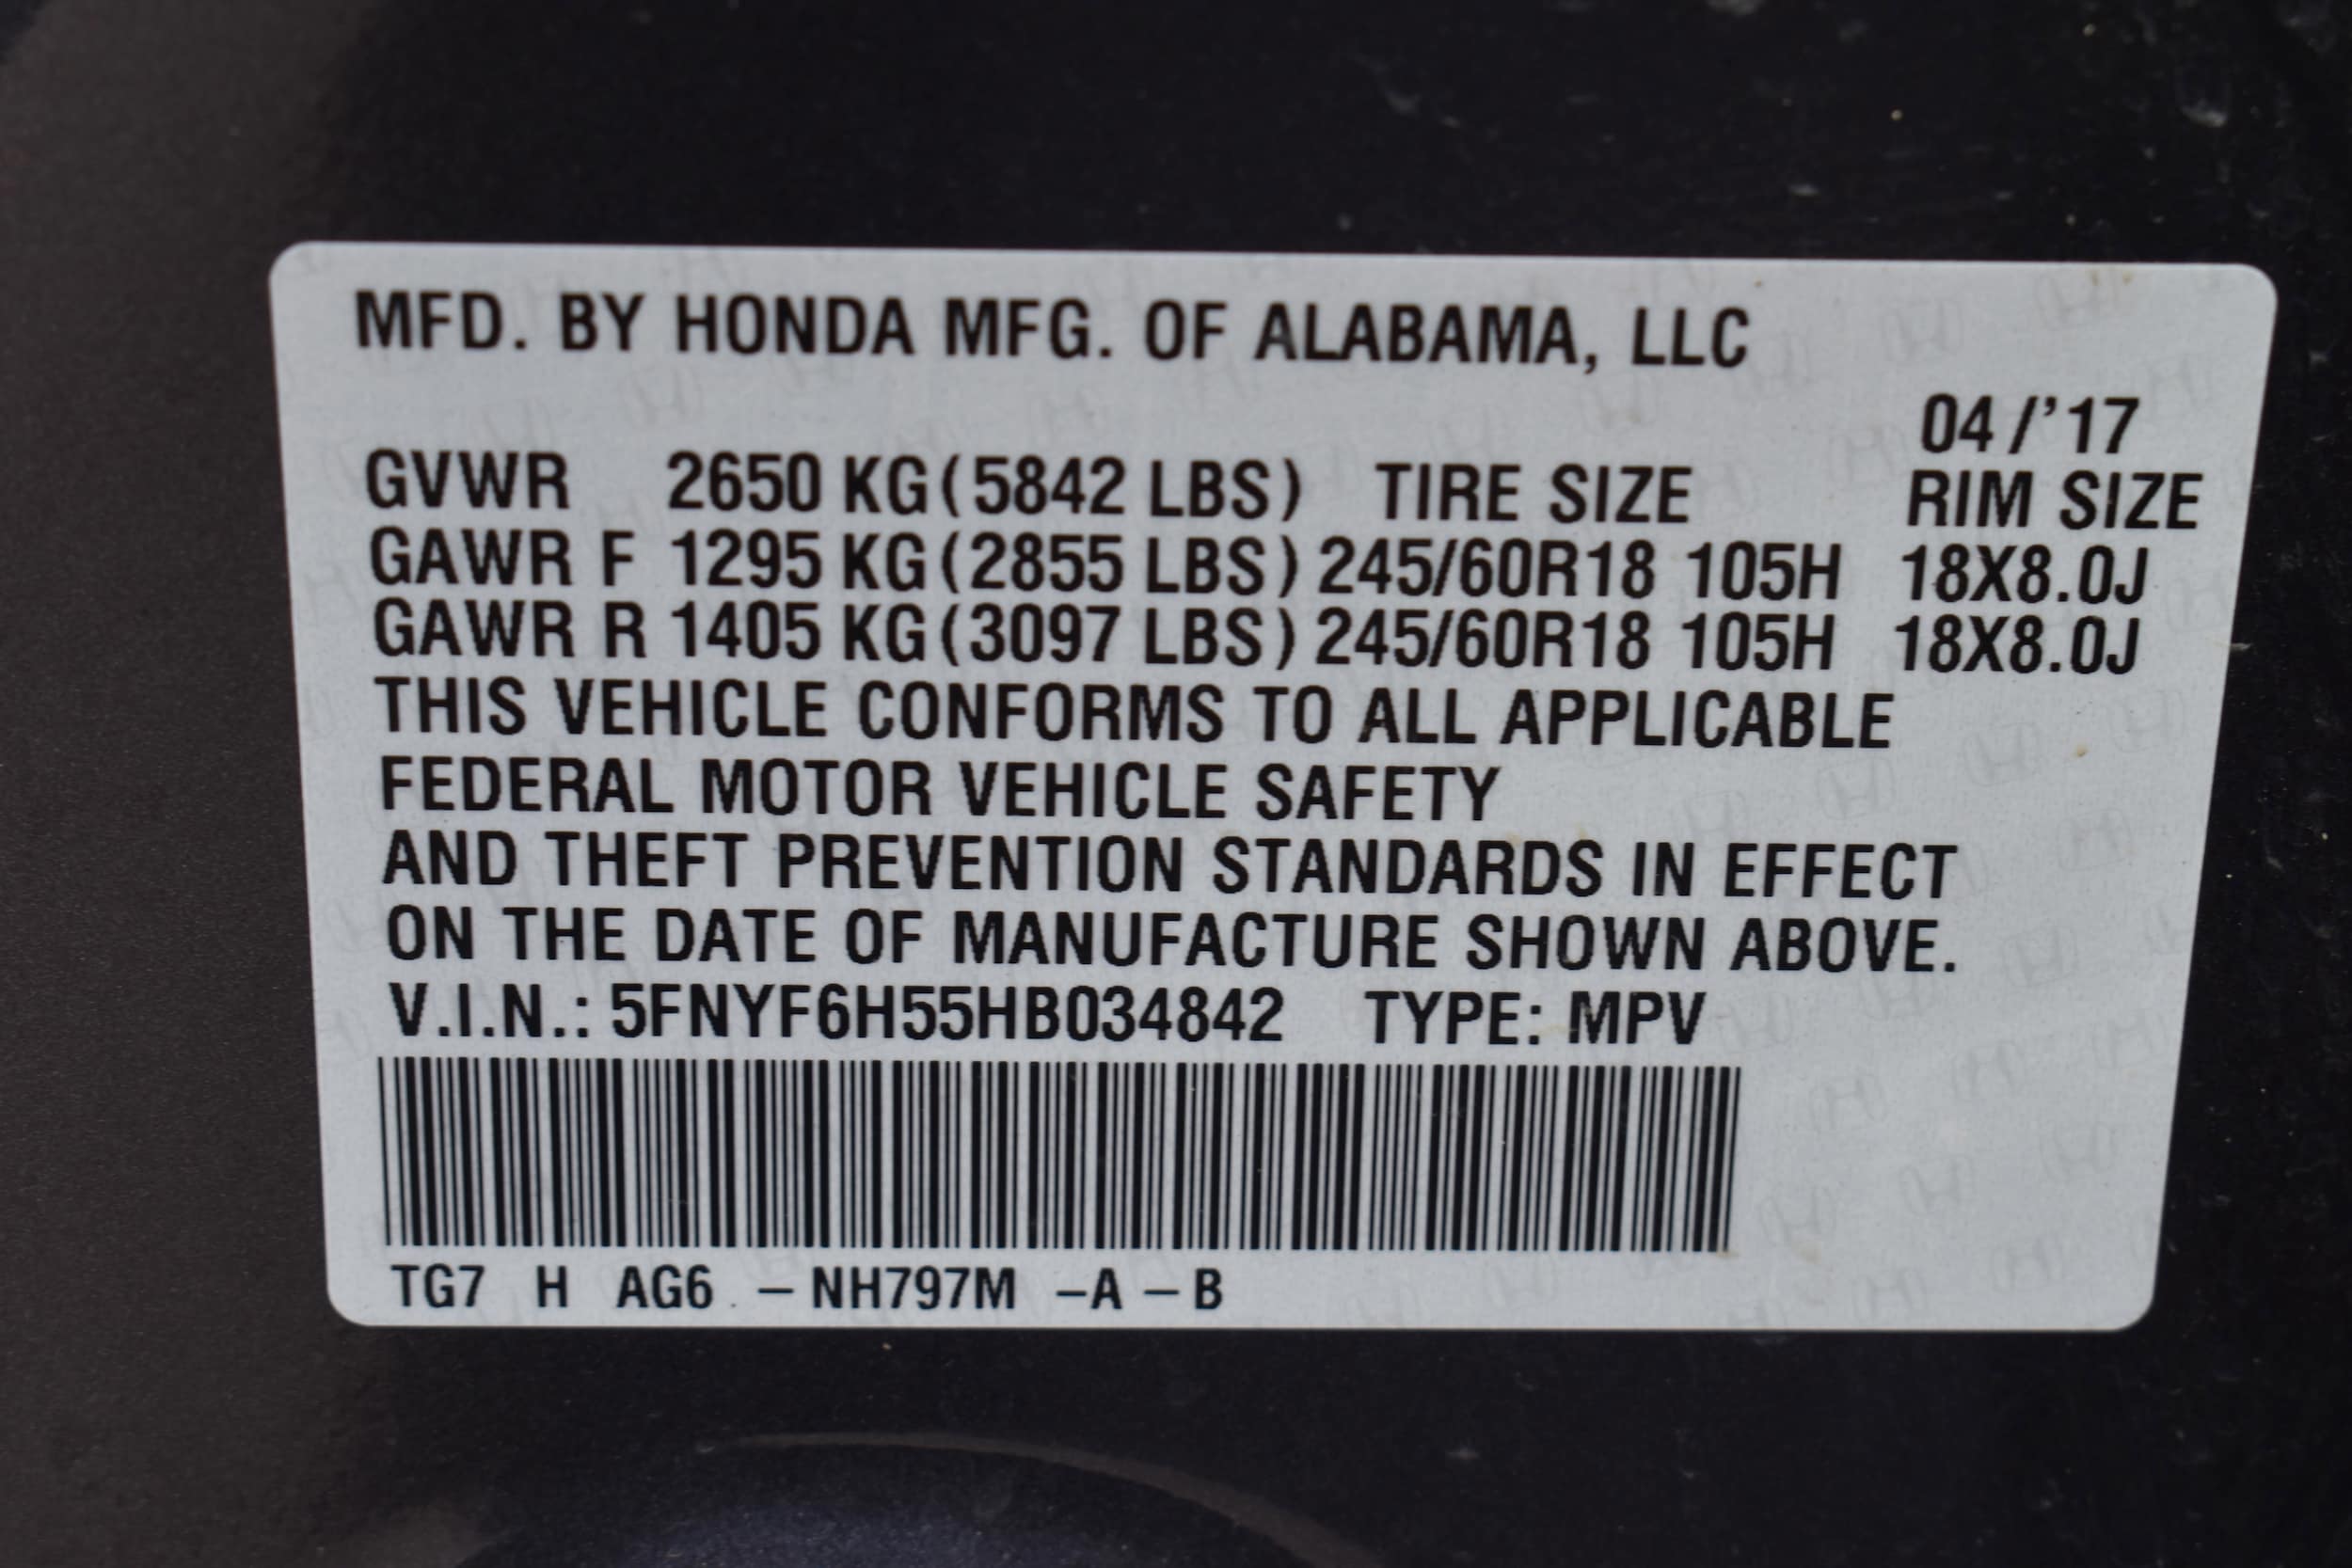 MFD. BY HONDA MFG. OF ALABAMA, LLC
04/'17
GVWR 2650 KG(5842 LBS) TIRE SIZE RIM SIZE
GAWR F 1295 KG(2855 LBS) 245/60R18 105H 18X8.0J
GAWR R 1405 KG(3097 LBS) 245/60R18 105H 18X8.0J
THIS VEHICLE CONFORMS TO ALL APPLICABLE
FEDERAL MOTOR VEHICLE SAFETY
AND THEFT PREVENTION STANDARDS IN EFFECT
ON THE DATE OF MANUFACTURE SHOWN ABOVE.
V.I.N.: 5FNYF6H55HB034842 TYPE: MPV
TG7 H AG6 – NH797M –A – B